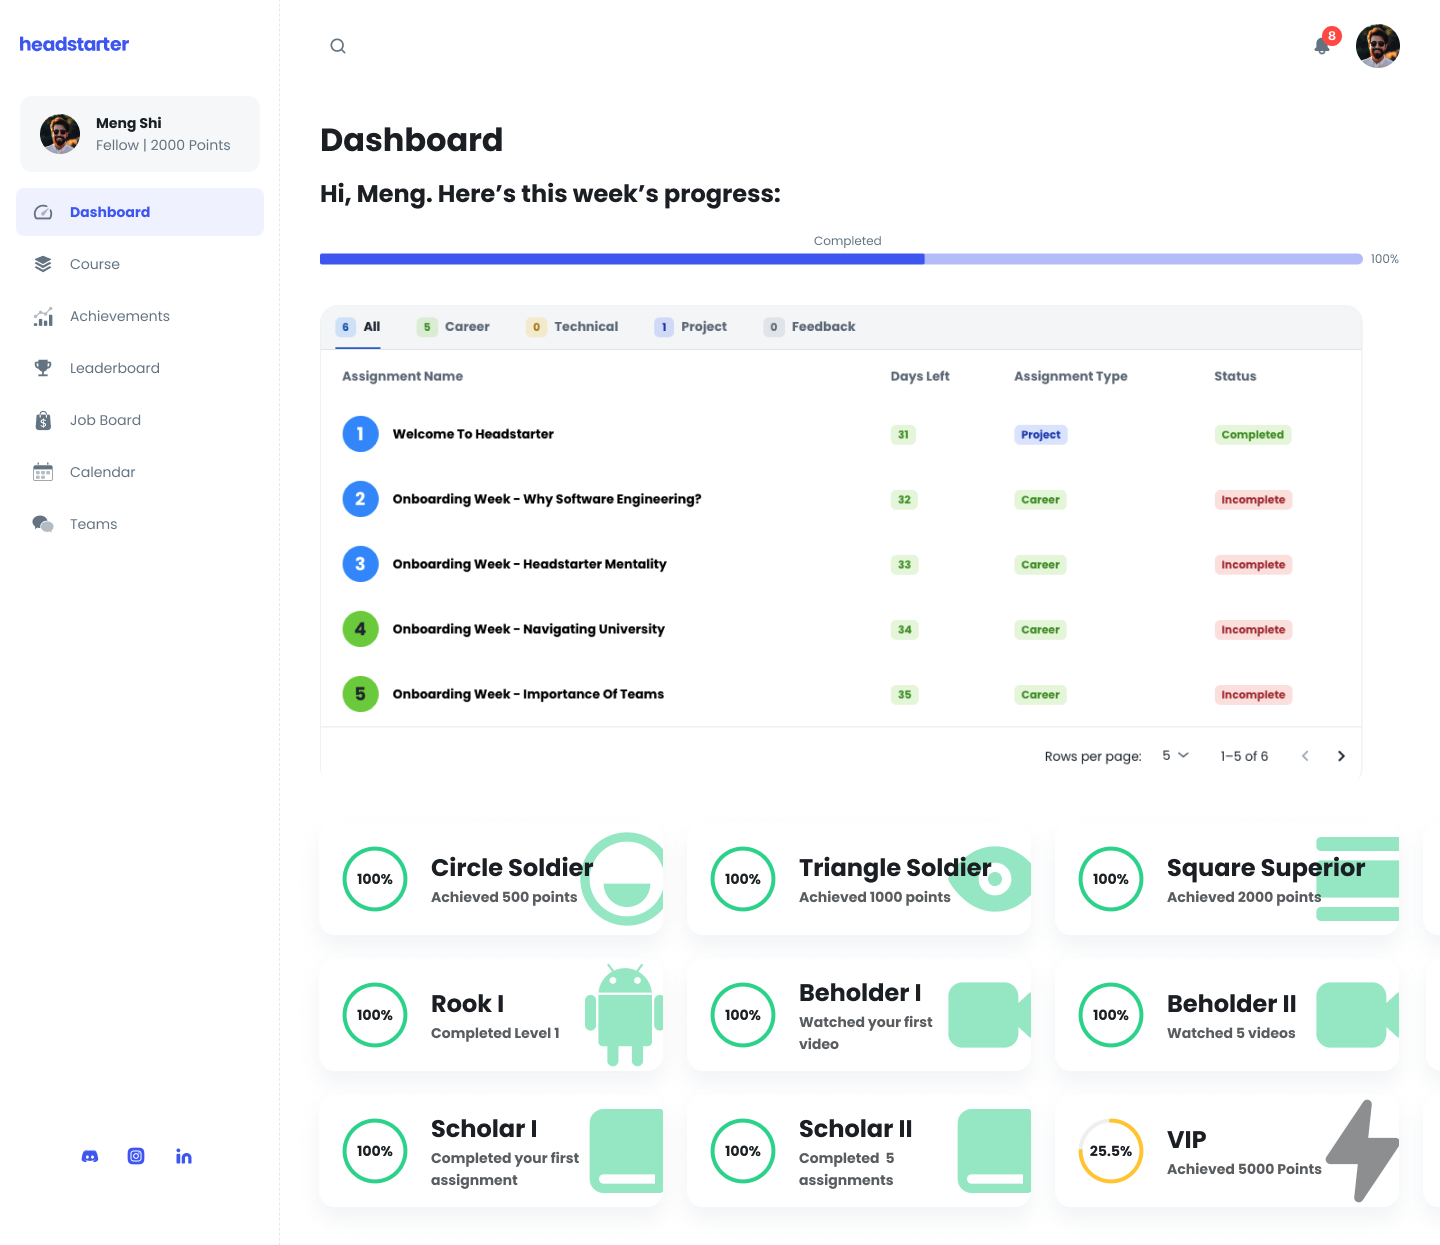 headstarter
8
Meng Shi
Fellow | 2000 Points
Dashboard
Course
Achievements
Leaderboard
Job Board
Calendar
Teams
Dashboard
Hi, Meng. Here’s this week’s progress:
Completed
100%
6 All 5 Career 0 Technical 1 Project 0 Feedback
Assignment Name Days Left Assignment Type Status
1 Welcome To Headstarter 31 Project Completed
2 Onboarding Week - Why Software Engineering? 32 Career Incomplete
3 Onboarding Week - Headstarter Mentality 33 Career Incomplete
4 Onboarding Week - Navigating University 34 Career Incomplete
5 Onboarding Week - Importance Of Teams 35 Career Incomplete
Rows per page: 5 1–5 of 6
100%
Circle Soldier
Achieved 500 points
100%
Triangle Soldier
Achieved 1000 points
100%
Square Superior
Achieved 2000 points
100%
Rook I
Completed Level 1
100%
Beholder I
Watched your first
video
100%
Beholder II
Watched 5 videos
100%
Scholar I
Completed your first
assignment
100%
Scholar II
Completed 5
assignments
25.5%
VIP
Achieved 5000 Points
in